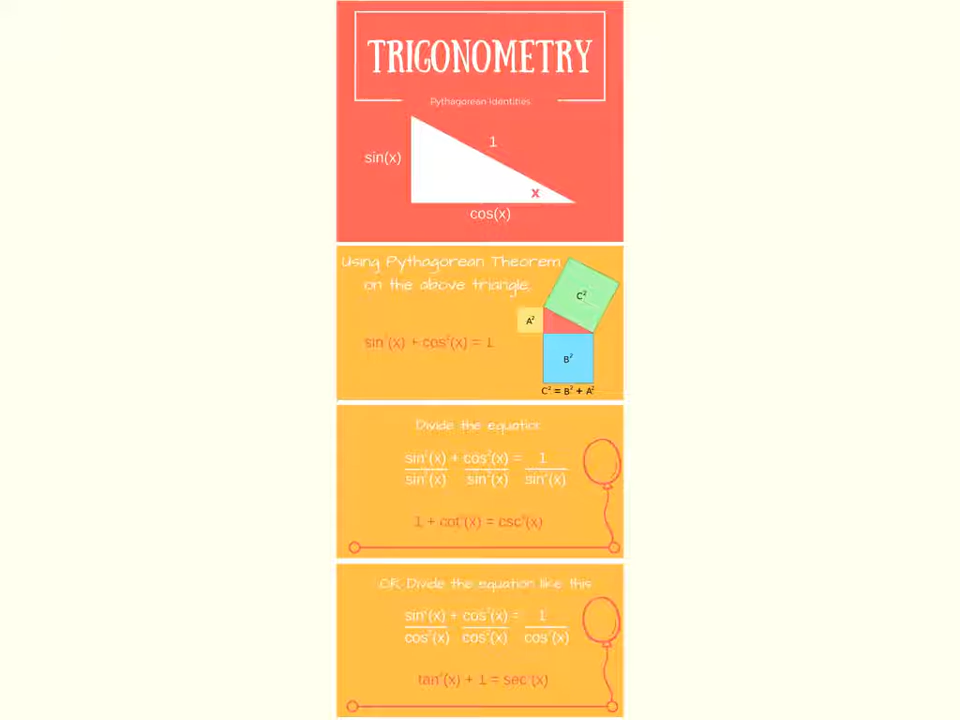 TRIGONOMETRY
Pythagorean Identities
1
sin(x)
x
cos(x)
Using Pythagorean Theorem
on the above triangle,
C²
A²
sin²(x) + cos²(x) = 1
B²
C² = B² + A²
Divide the equation
sin²(x) + cos²(x) = 1
sin²(x) sin²(x) sin²(x)
1 + cot²(x) = csc²(x)
OR Divide the equation like this
sin²(x) + cos²(x) = 1
cos²(x) cos²(x) cos²(x)
tan²(x) + 1 = sec²(x)